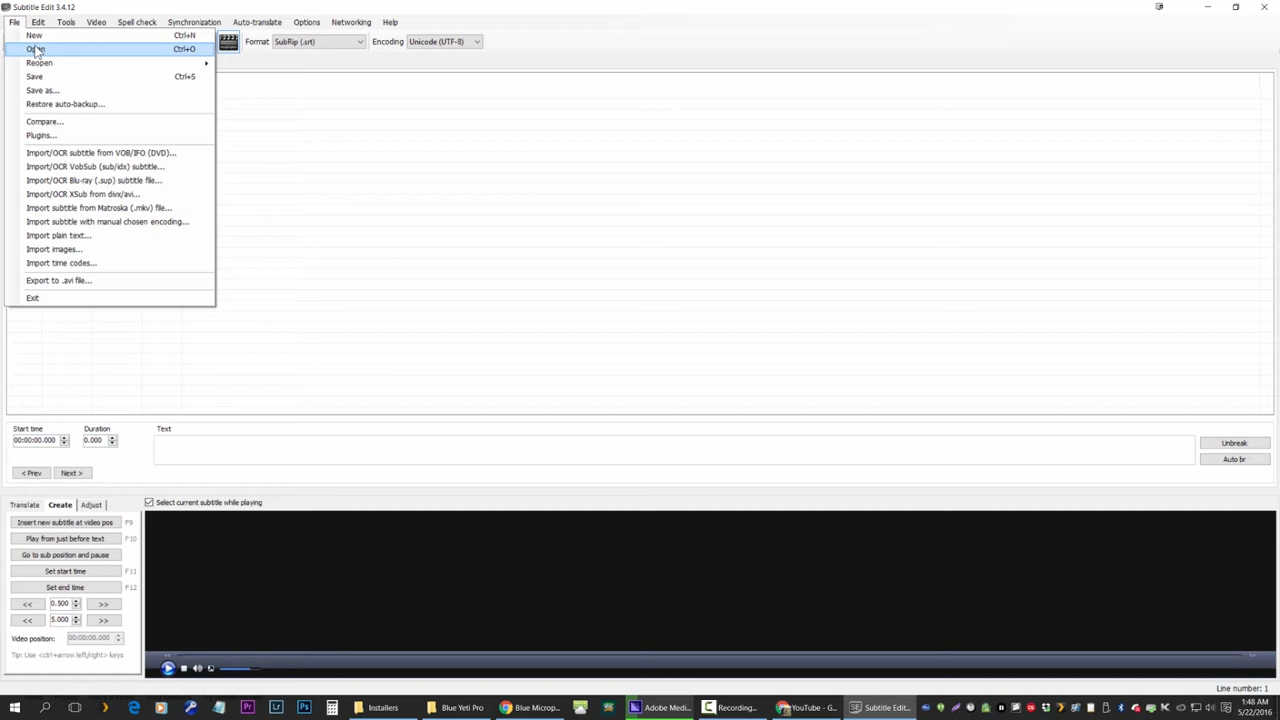 Subtitle Edit 3.4.12
File Edit Tools Video Spell check Synchronization Auto-translate Options Networking Help
New Ctrl+N
Open Ctrl+O
Reopen
Save Ctrl+S
Save as...
Restore auto-backup...
Compare...
Plugins...
Import/OCR subtitle from VOB/IFO (DVD)...
Import/OCR VobSub (sub/idx) subtitle...
Import/OCR Blu-ray (.sup) subtitle file...
Import/OCR XSub from divx/avi...
Import subtitle from Matroska (.mkv) file...
Import subtitle with manual chosen encoding...
Import plain text...
Import images...
Import time codes...
Export to .avi file...
Exit
Format SubRip (.srt) Encoding Unicode (UTF-8)
Start time Duration Text
00:00:00.000 0.000
Unbreak
Auto br
< Prev Next >
Translate Create Adjust
Select current subtitle while playing
Insert new subtitle at video pos F9
Play from just before text F10
Go to sub position and pause
Set start time F11
Set end time F12
<< 0.500 >>
<< 5.000 >>
Video position: 00:00:00.000
Tip: Use <ctrl+arrow left/right> keys
Line number: 1
Installers Blue Yeti Pro Blue Microp... Adobe Medi... Recording... YouTube - G... Subtitle Edit... 1:48 AM
5/22/2016